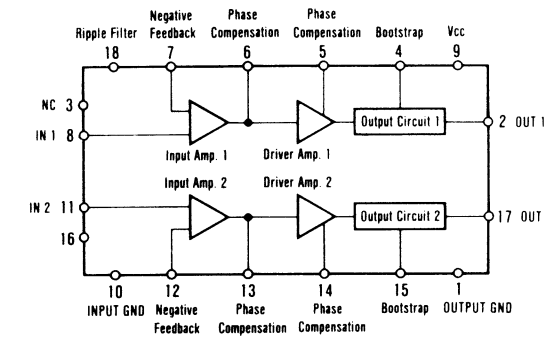 Negative Phase Phase
Ripple Filter Feedback Compensation Compensation Bootstrap Vcc
18 7 6 5 4 9
NC 3
IN 1 8
Output Circuit 1
2 OUT 1
Input Amp. 1 Driver Amp. 1
Input Amp. 2 Driver Amp. 2
IN 2 11
Output Circuit 2
17 OUT
16
10 12 13 14 15 1
INPUT GND Negative Phase Phase Bootstrap OUTPUT GND
Feedback Compensation Compensation